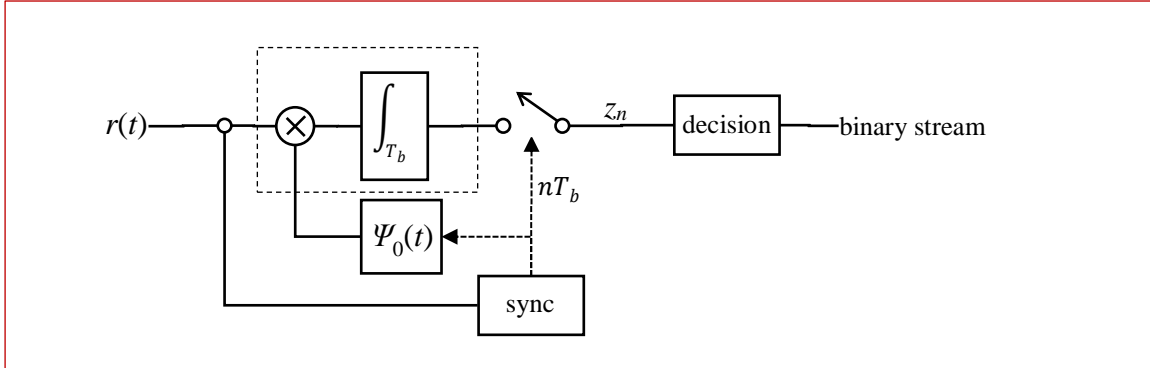 r(t)
×
∫T_b
z_n
decision
binary stream
nT_b
Ψ_0(t)
sync